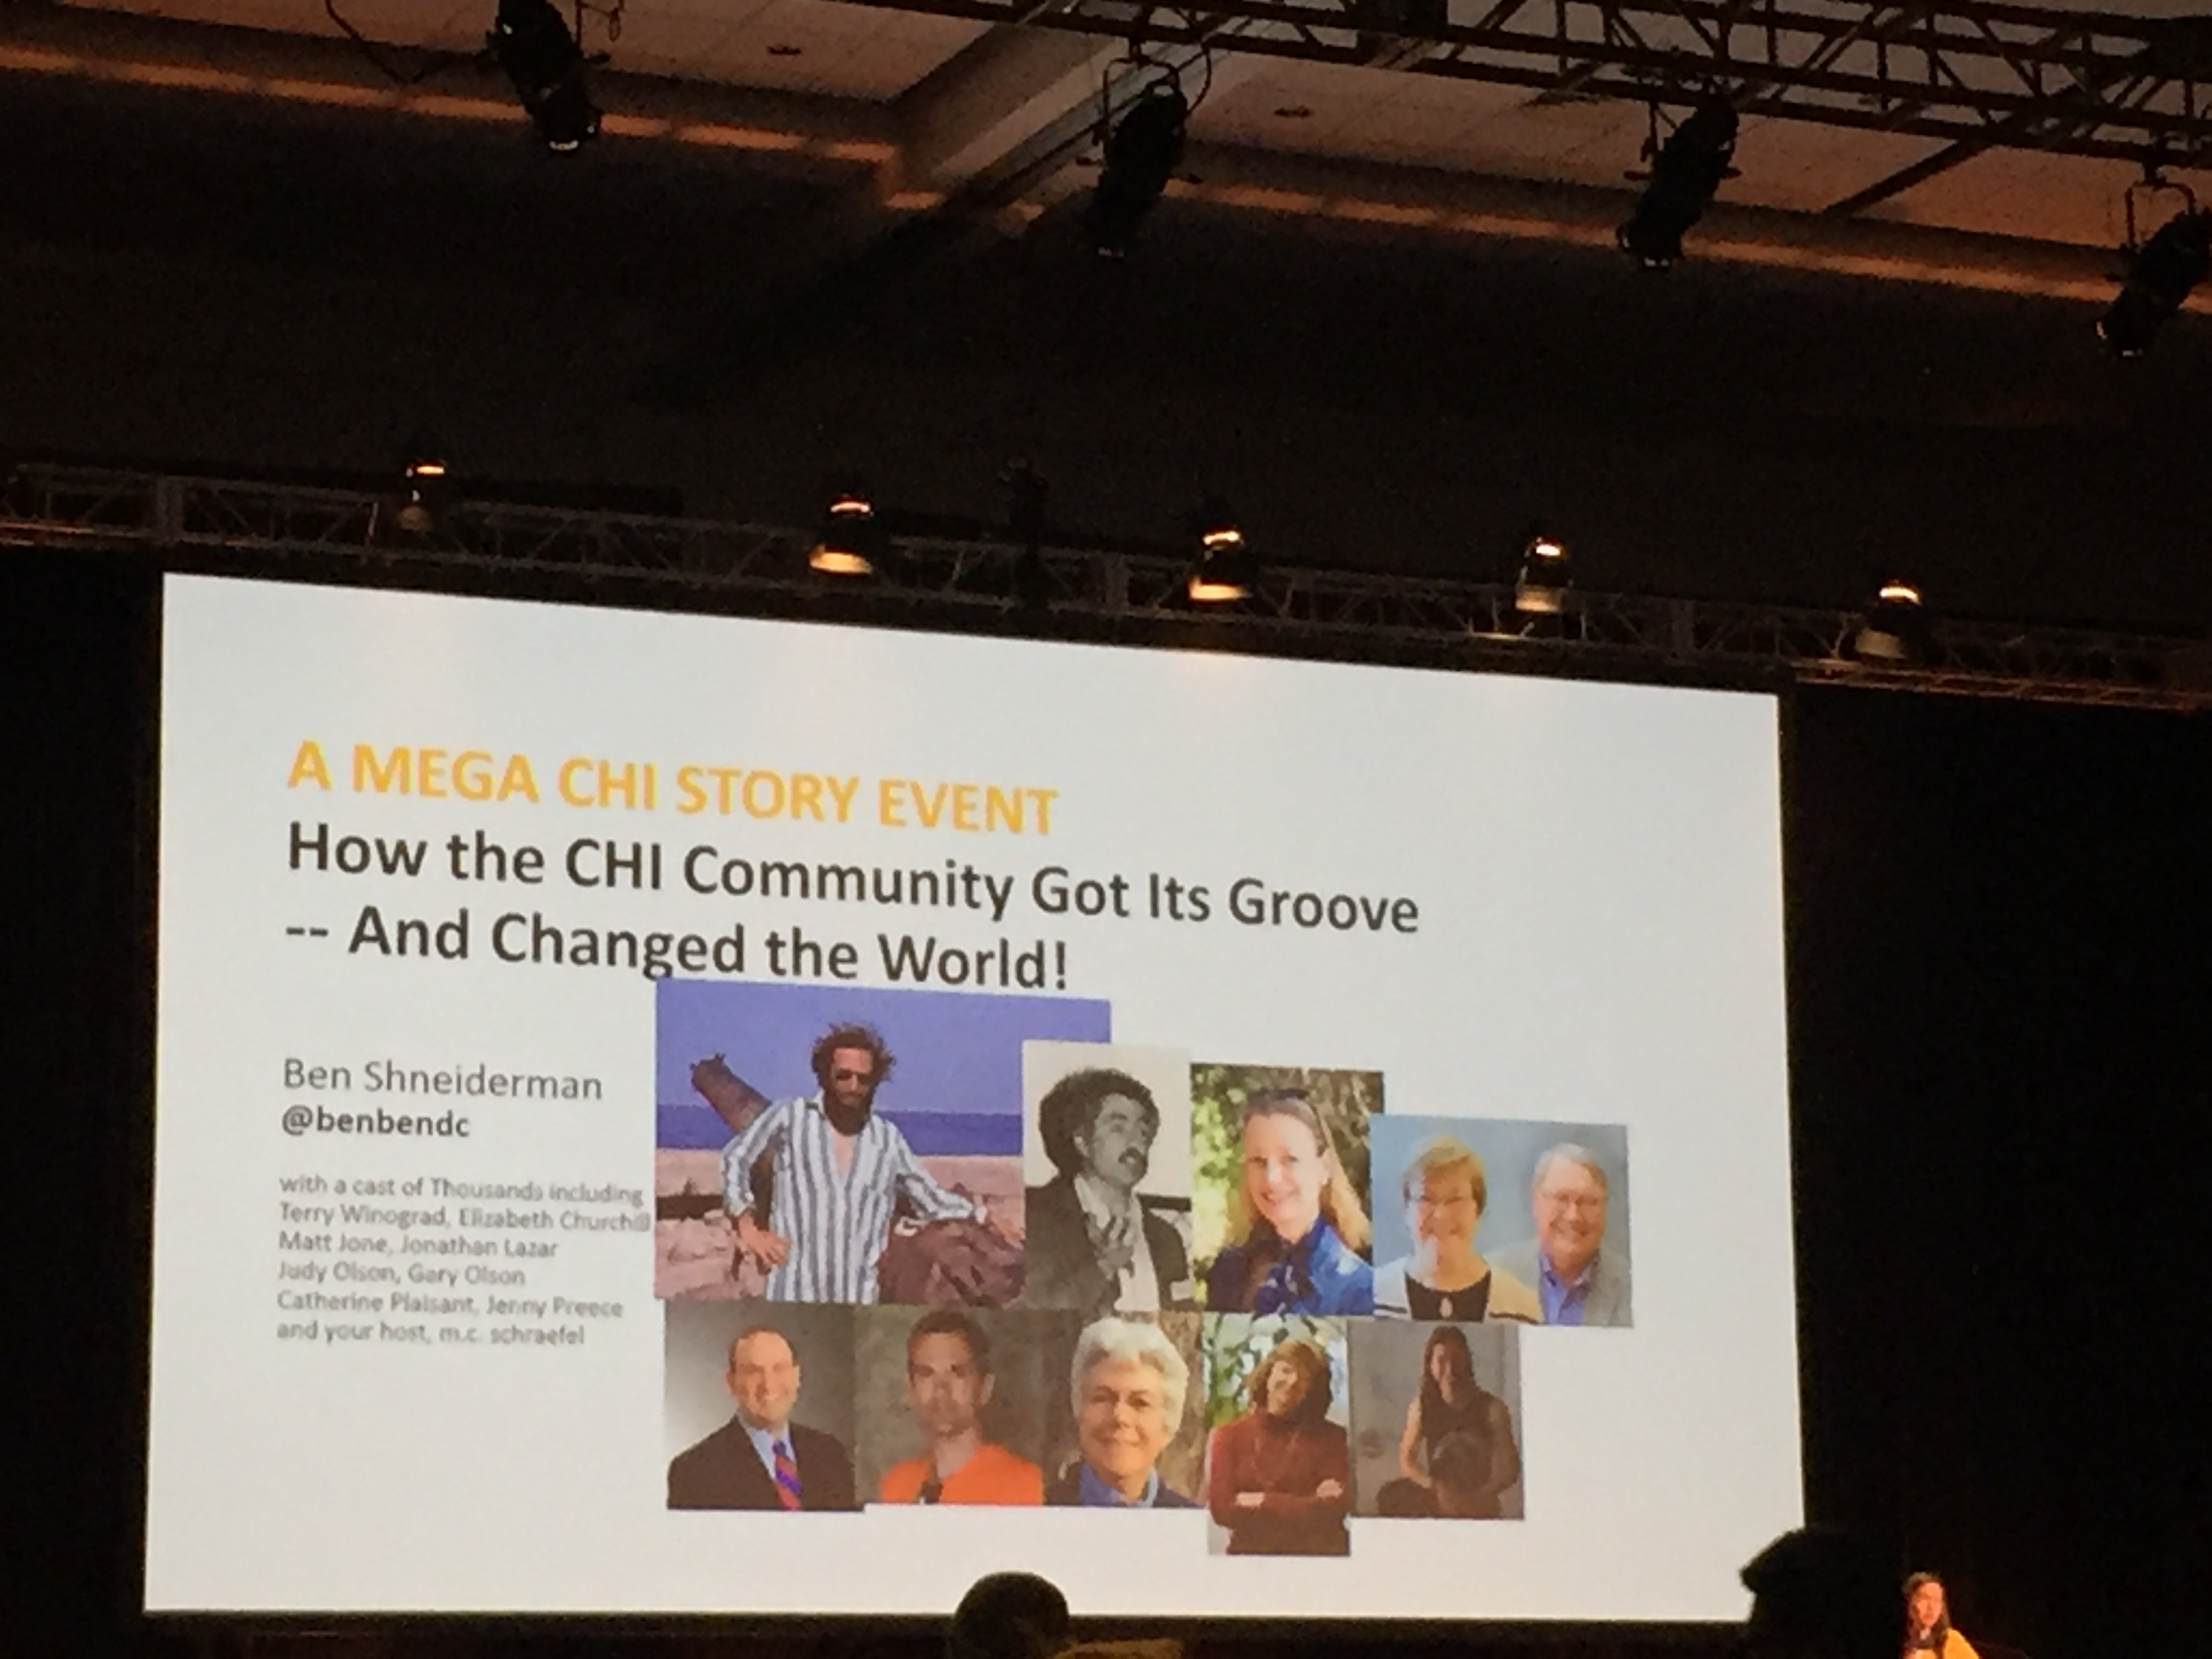 A MEGA CHI STORY EVENT
How the CHI Community Got Its Groove
-- And Changed the World!
Ben Shneiderman
@benbendc
with a cast of Thousands including
Terry Winograd, Elizabeth Churchill
Matt Jone, Jonathan Lazar
Judy Olson, Gary Olson
Catherine Plaisant, Jenny Preece
and your host, m.c. schraefel